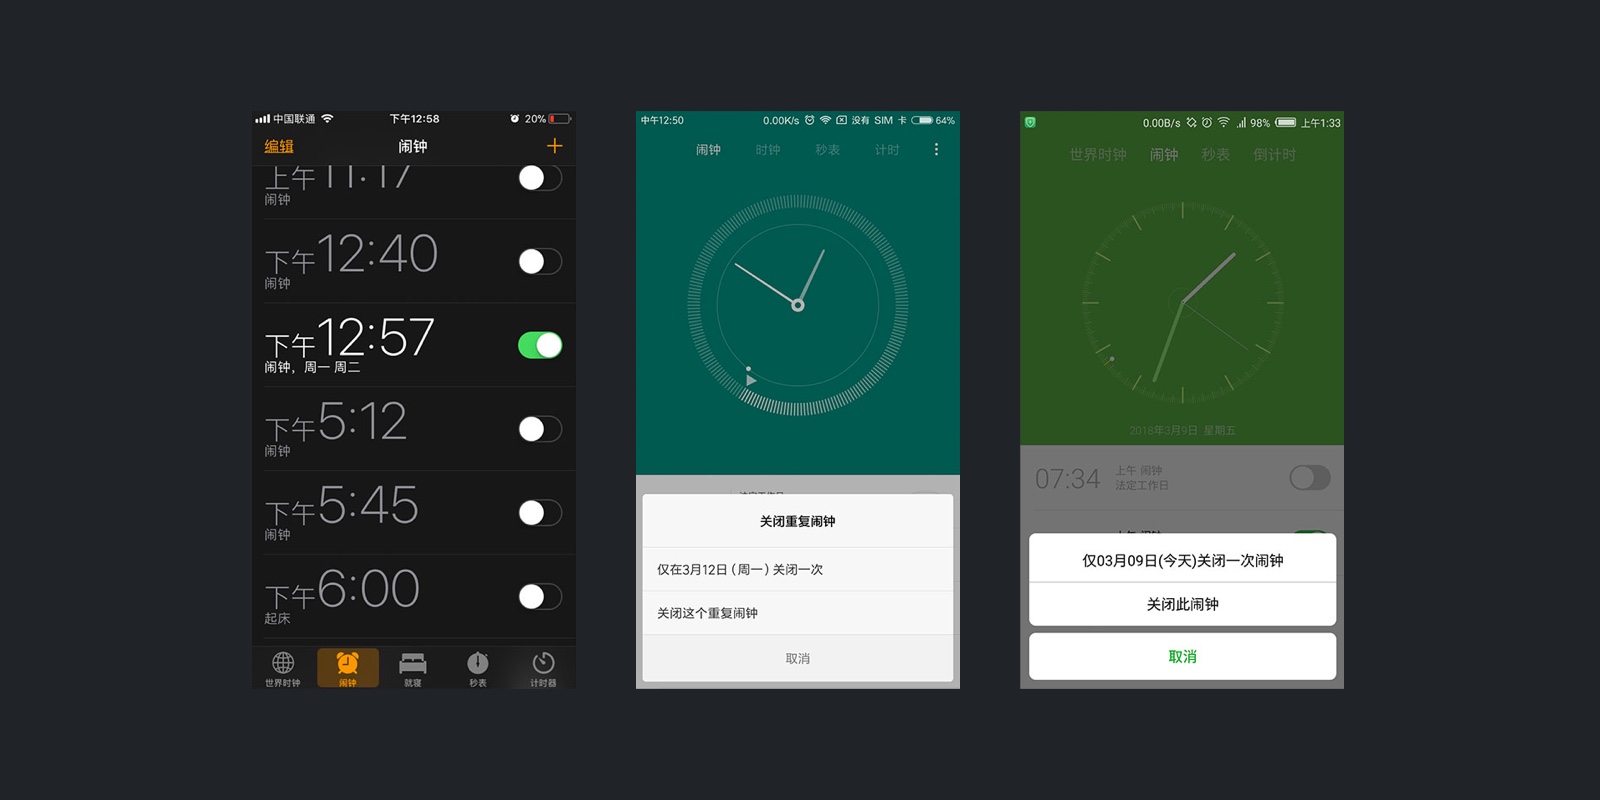 中国联通
下午12:58
20%
编辑
闹钟
上午11:17
闹钟
下午12:40
闹钟
下午12:57
闹钟，周一 周二
下午5:12
闹钟
下午5:45
闹钟
下午6:00
起床
世界时钟
闹钟
就寝
秒表
计时器
中午12:50
0.00K/s
没有 SIM 卡
64%
闹钟
时钟
秒表
计时
法定工作日
关闭重复闹钟
仅在3月12日（周一）关闭一次
关闭这个重复闹钟
取消
0.00B/s
98%
上午1:33
世界时钟
闹钟
秒表
倒计时
2018年3月9日 星期五
07:34
上午 闹钟
法定工作日
上午 闹钟
仅03月09日(今天)关闭一次闹钟
关闭此闹钟
取消